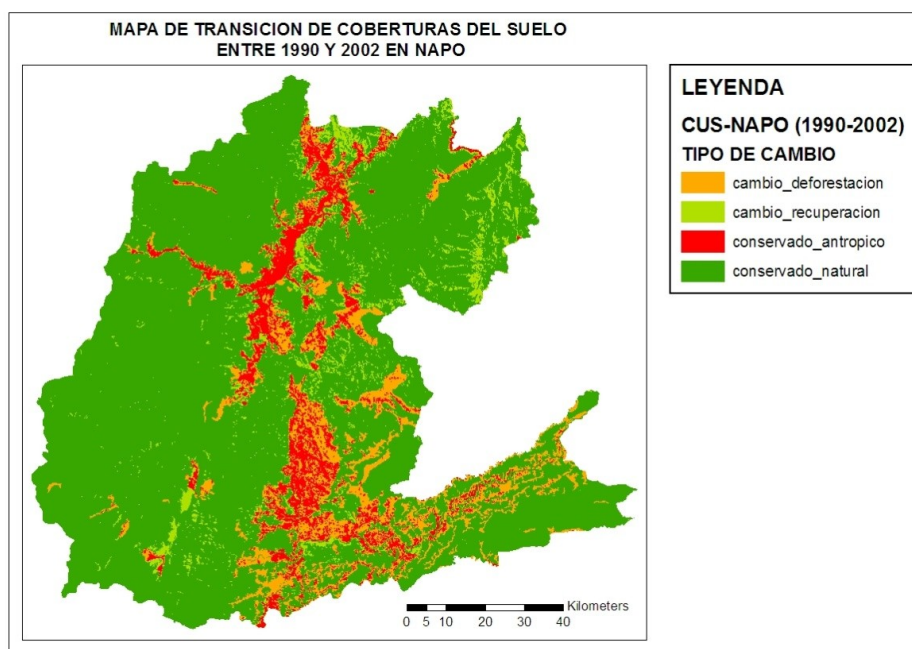 MAPA DE TRANSICION DE COBERTURAS DEL SUELO
ENTRE 1990 Y 2002 EN NAPO
LEYENDA
CUS-NAPO (1990-2002)
TIPO DE CAMBIO
cambio_deforestacion
cambio_recuperacion
conservado_antropico
conservado_natural
Kilometers
0 5 10 20 30 40